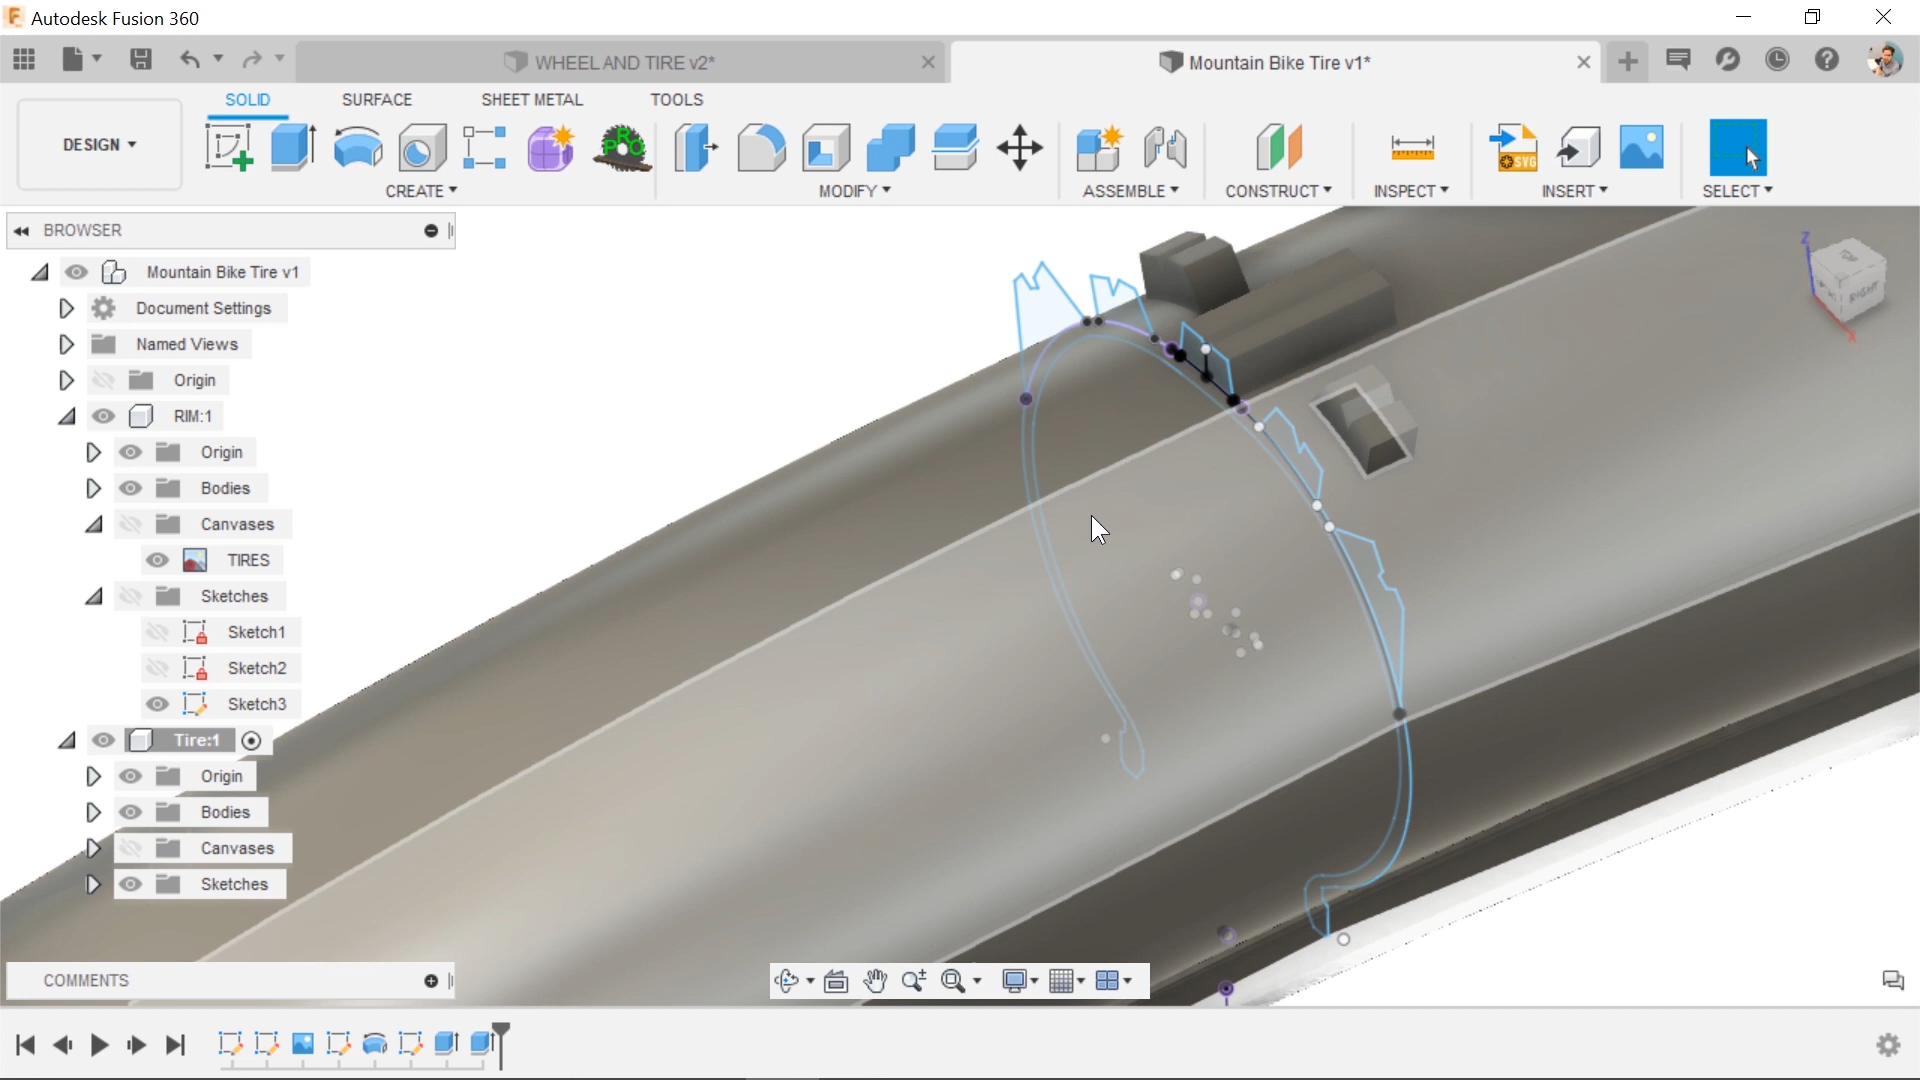 Autodesk Fusion 360
WHEEL AND TIRE v2*
Mountain Bike Tire v1*
SOLID
SURFACE
SHEET METAL
TOOLS
DESIGN
CREATE
MODIFY
ASSEMBLE
CONSTRUCT
INSPECT
INSERT
SELECT
SVG
BROWSER
Mountain Bike Tire v1
Document Settings
Named Views
Origin
RIM:1
Origin
Bodies
Canvases
TIRES
Sketches
Sketch1
Sketch2
Sketch3
Tire:1
Origin
Bodies
Canvases
Sketches
COMMENTS
Z
RIGHT
X